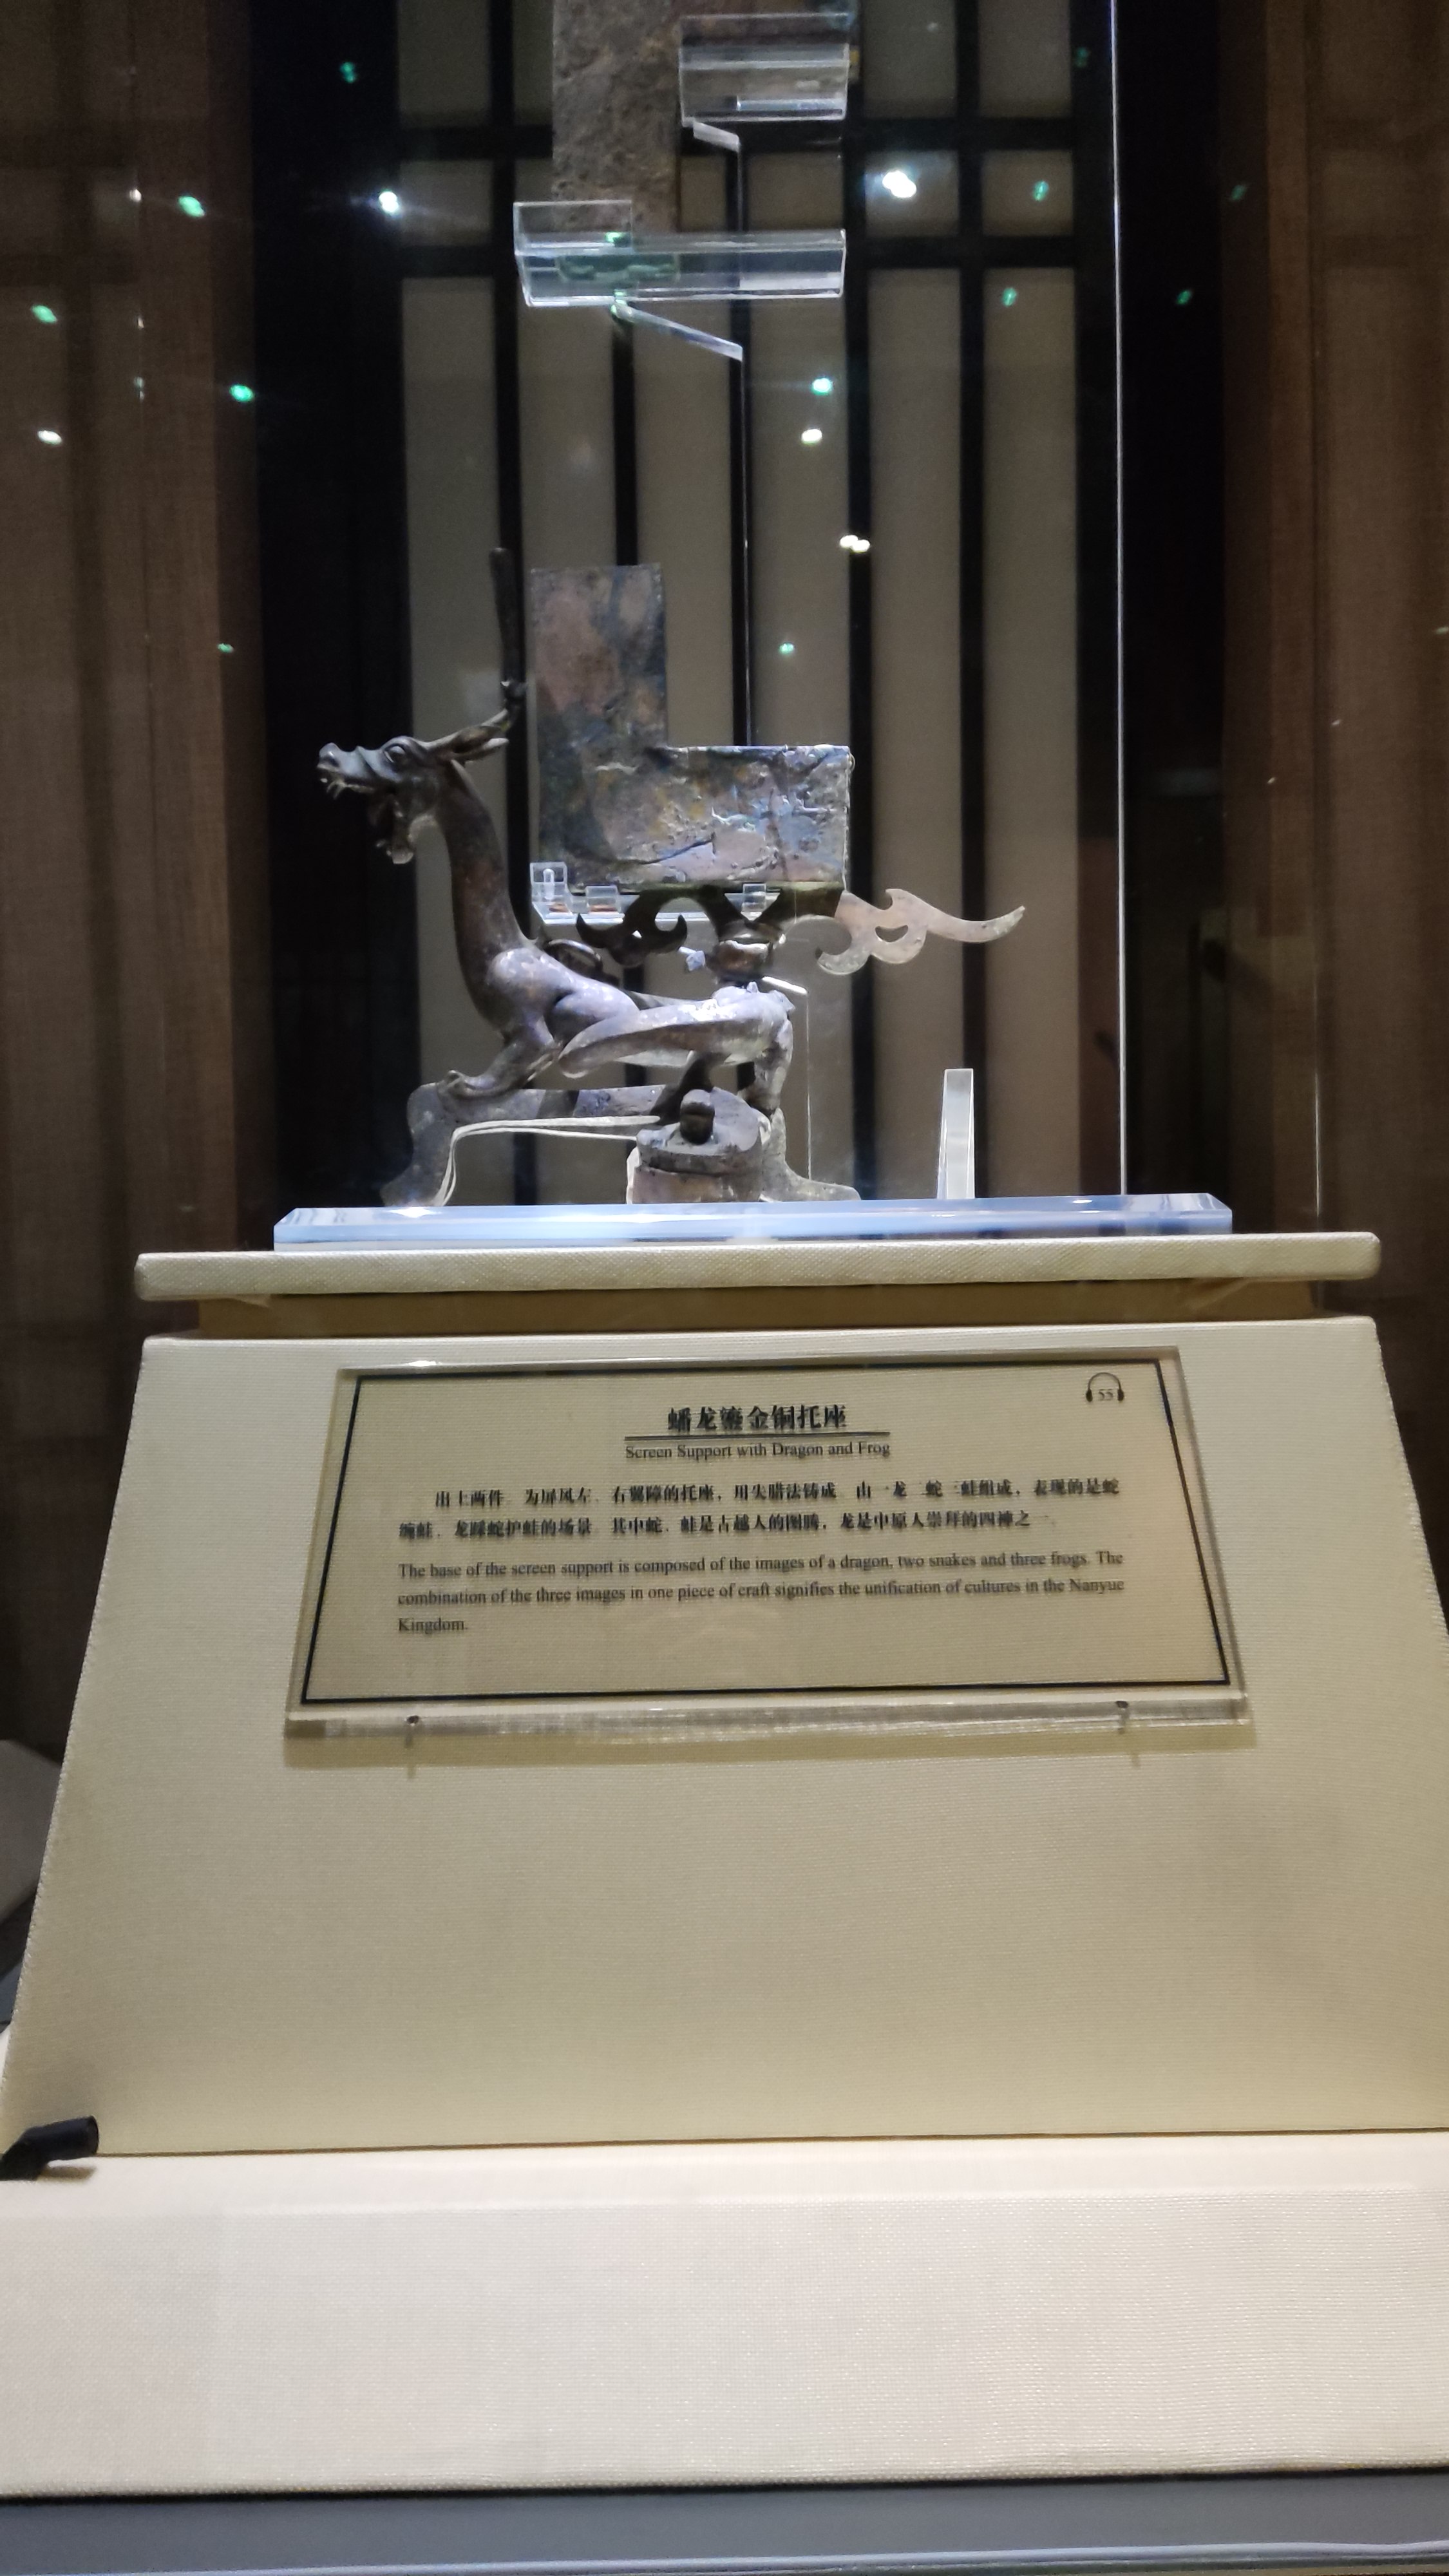 55
蟠龙鎏金铜托座
Screen Support with Dragon and Frog
出土两件。为屏风左、右翼障的托座，用失腊法铸成。由一龙二蛇三蛙组成，表现的是蛇
缠蛙、龙踩蛇护蛙的场景。其中蛇、蛙是古越人的图腾，龙是中原人崇拜的四神之一。
The base of the screen support is composed of the images of a dragon, two snakes and three frogs. The
combination of the three images in one piece of craft signifies the unification of cultures in the Nanyue
Kingdom.